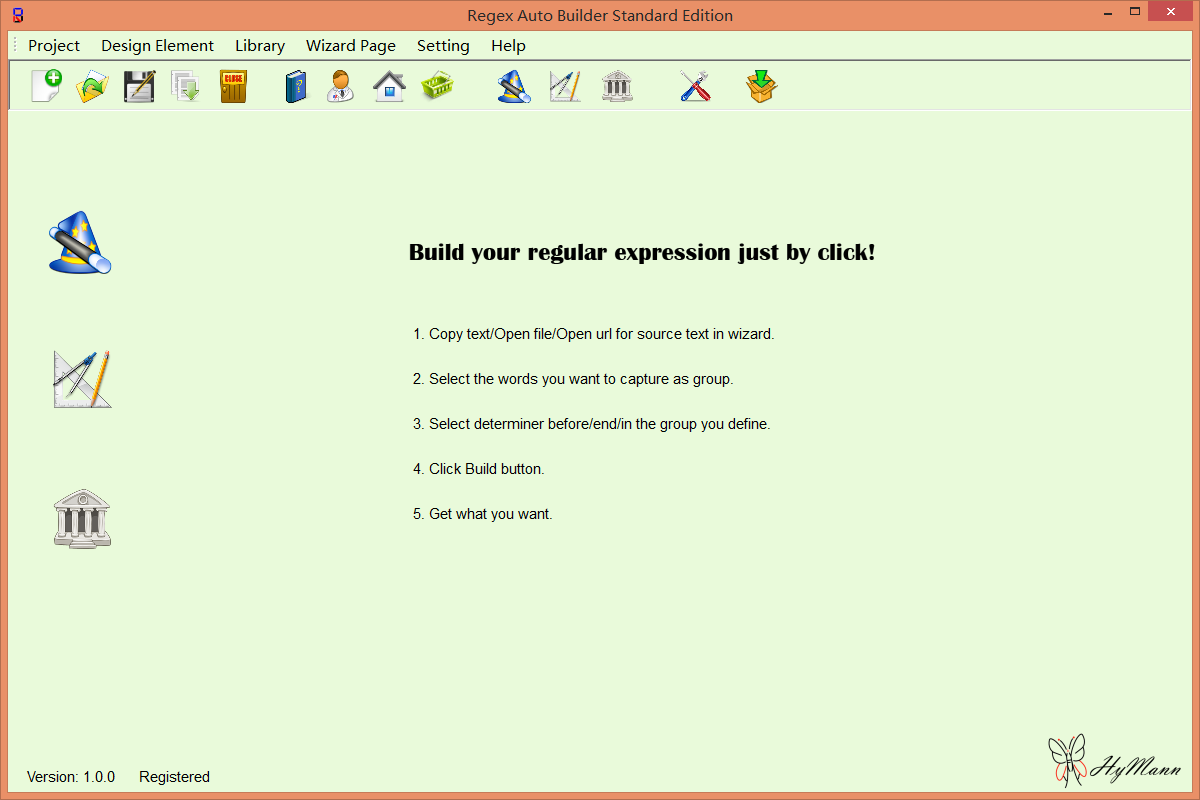 Regex Auto Builder Standard Edition
Project Design Element Library Wizard Page Setting Help
CLOSE
Build your regular expression just by click!
1. Copy text/Open file/Open url for source text in wizard.
2. Select the words you want to capture as group.
3. Select determiner before/end/in the group you define.
4. Click Build button.
5. Get what you want.
HyMann
Version: 1.0.0 Registered